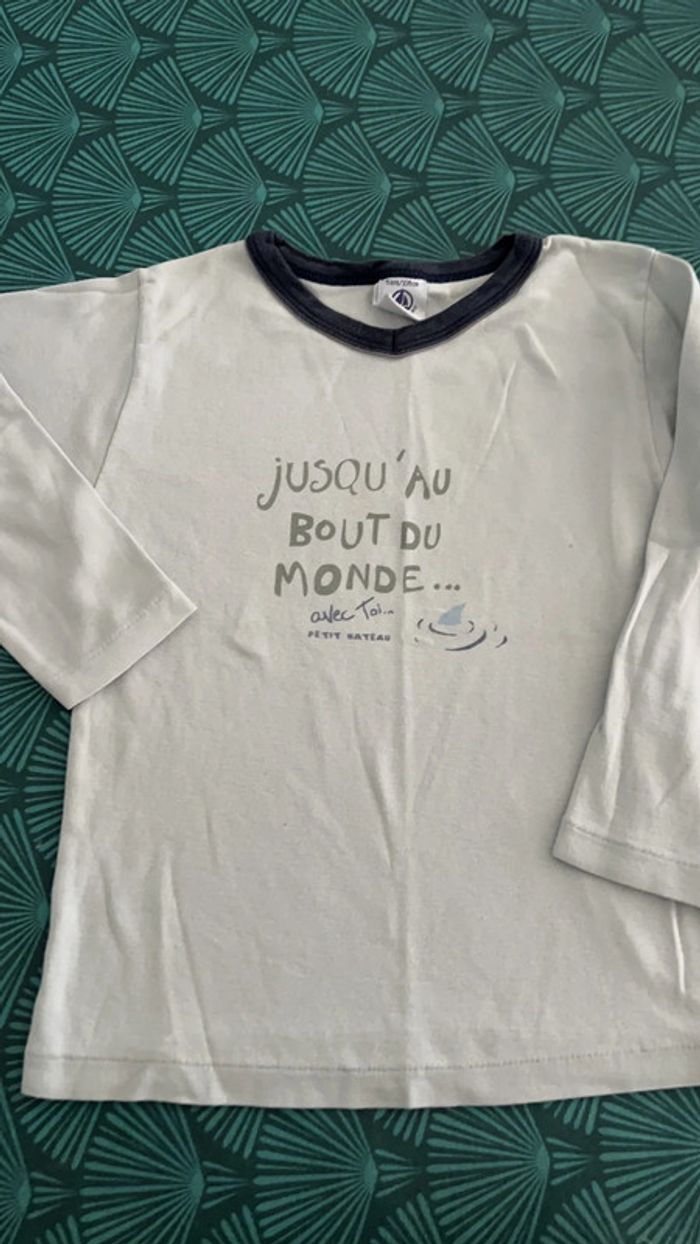 JUSQU'AU
BOUT DU
MONDE...
avec Toi...
PETIT BATEAU